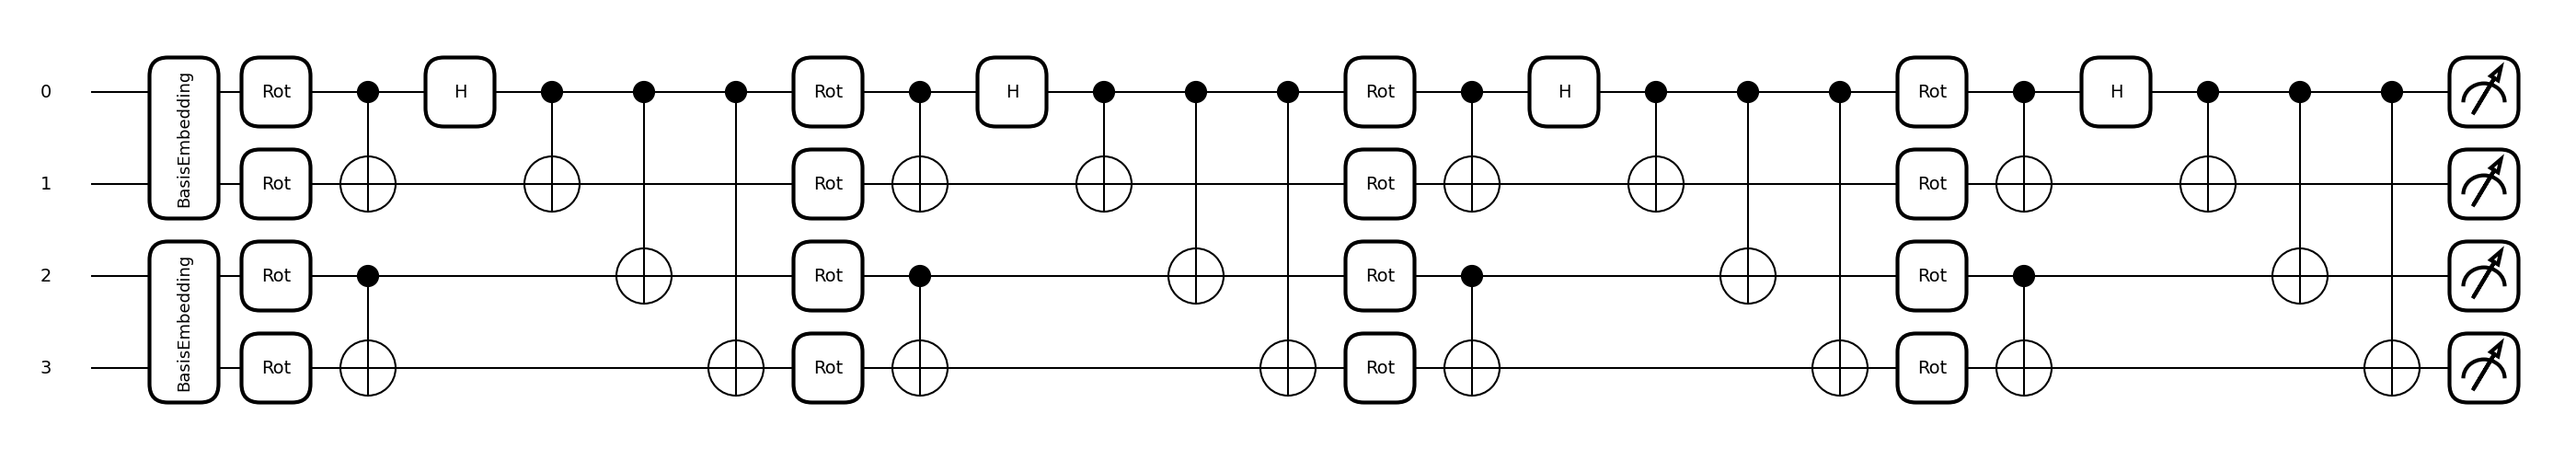 0 BasisEmbedding Rot H Rot H Rot H Rot H
1 Rot Rot Rot Rot
2 BasisEmbedding Rot Rot Rot Rot
3 Rot Rot Rot Rot